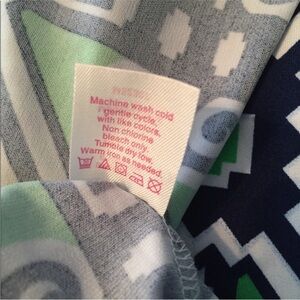 Machine wash cold
gentle cycle,
with like colors.
Non chlorine
bleach only.
Tumble dry low.
Warm iron as needed.